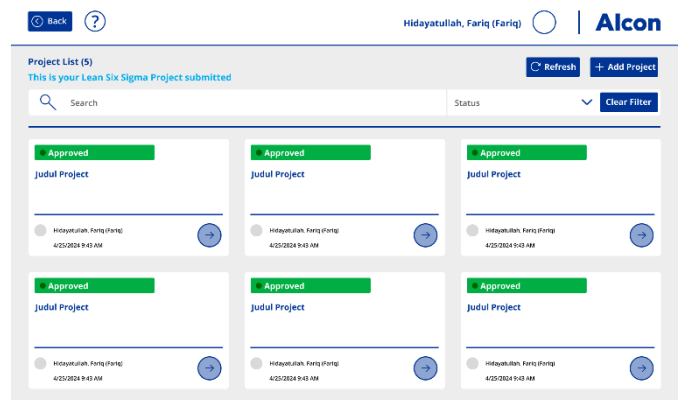 Back
?
Hidayatullah, Fariq (Fariq)
Alcon
Project List (5)
This is your Lean Six Sigma Project submitted
Refresh
+ Add Project
Search
Status
Clear Filter
Approved
Judul Project
Hidayatullah, Fariq (Fariq)
4/25/2024 9:43 AM
Approved
Judul Project
Hidayatullah, Fariq (Fariq)
4/25/2024 9:43 AM
Approved
Judul Project
Hidayatullah, Fariq (Fariq)
4/25/2024 9:43 AM
Approved
Judul Project
Hidayatullah, Fariq (Fariq)
4/25/2024 9:43 AM
Approved
Judul Project
Hidayatullah, Fariq (Fariq)
4/25/2024 9:43 AM
Approved
Judul Project
Hidayatullah, Fariq (Fariq)
4/25/2024 9:43 AM